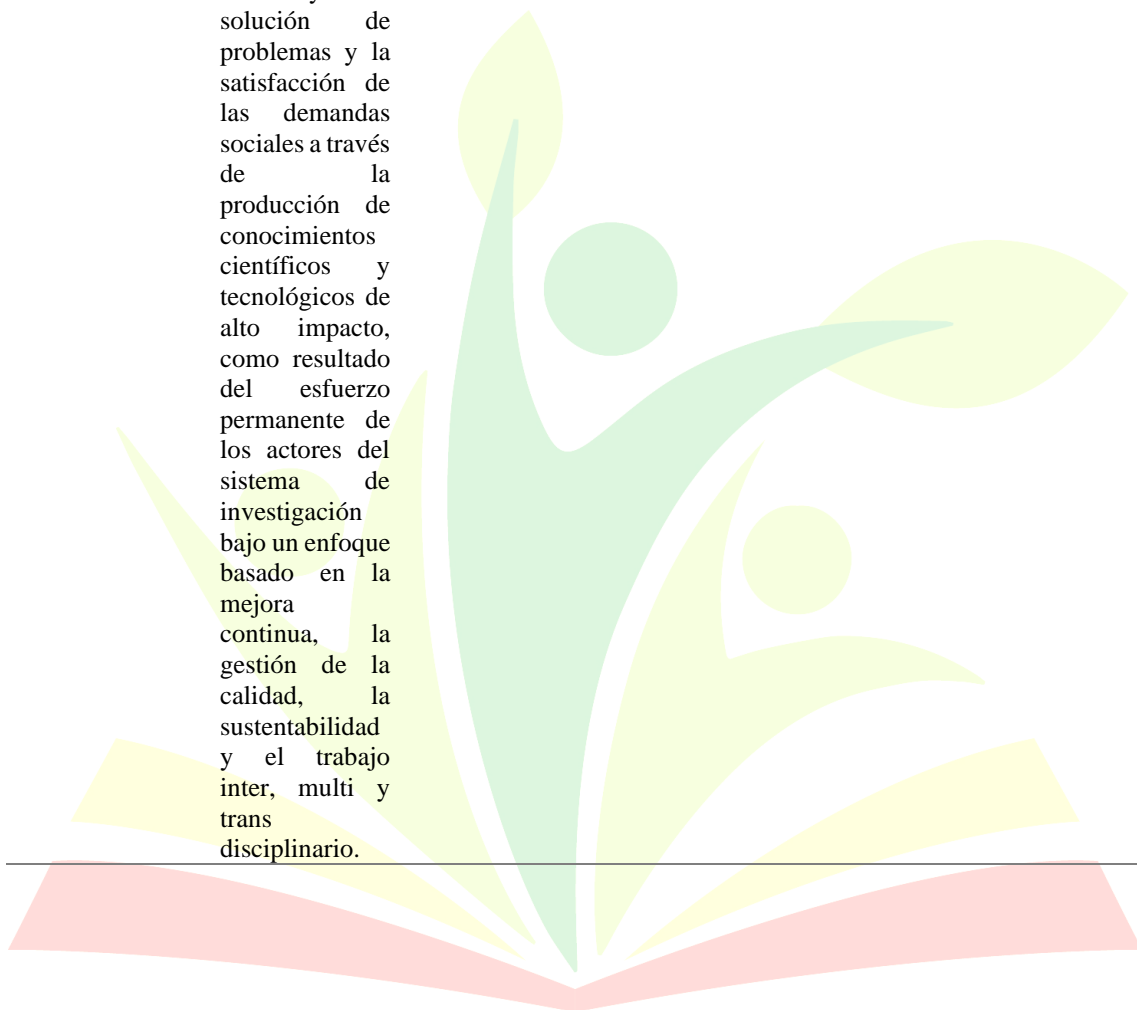 solución de
problemas y la
satisfacción de
las demandas
sociales a través
de la
producción de
conocimientos
científicos y
tecnológicos de
alto impacto,
como resultado
del esfuerzo
permanente de
los actores del
sistema de
investigación
bajo un enfoque
basado en la
mejora
continua, la
gestión de la
calidad, la
sustentabilidad
y el trabajo
inter, multi y
trans
disciplinario.